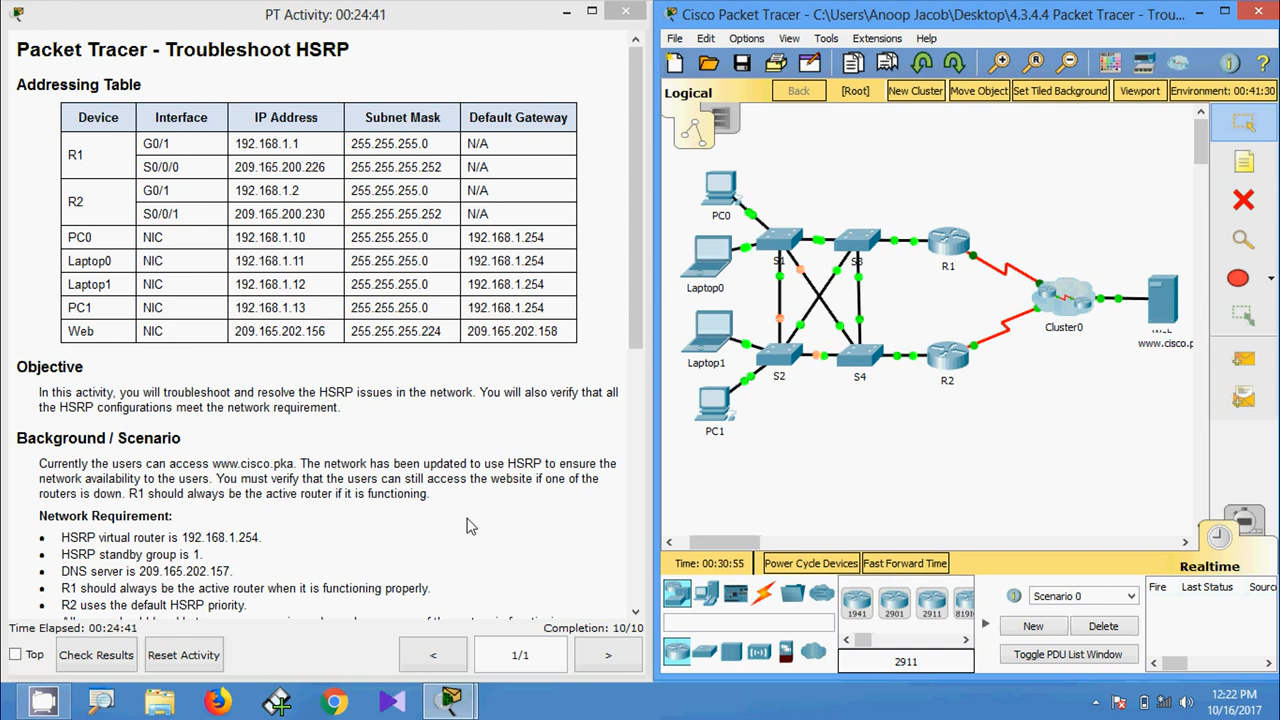 PT Activity: 00:24:41
Packet Tracer - Troubleshoot HSRP
Addressing Table
Device Interface IP Address Subnet Mask Default Gateway
R1 G0/1 192.168.1.1 255.255.255.0 N/A
S0/0/0 209.165.200.226 255.255.255.252 N/A
R2 G0/1 192.168.1.2 255.255.255.0 N/A
S0/0/1 209.165.200.230 255.255.255.252 N/A
PC0 NIC 192.168.1.10 255.255.255.0 192.168.1.254
Laptop0 NIC 192.168.1.11 255.255.255.0 192.168.1.254
Laptop1 NIC 192.168.1.12 255.255.255.0 192.168.1.254
PC1 NIC 192.168.1.13 255.255.255.0 192.168.1.254
Web NIC 209.165.202.156 255.255.255.224 209.165.202.158
Objective
In this activity, you will troubleshoot and resolve the HSRP issues in the network. You will also verify that all
the HSRP configurations meet the network requirement.
Background / Scenario
Currently the users can access www.cisco.pka. The network has been updated to use HSRP to ensure the
network availability to the users. You must verify that the users can still access the website if one of the
routers is down. R1 should always be the active router if it is functioning.
Network Requirement:
• HSRP virtual router is 192.168.1.254.
• HSRP standby group is 1.
• DNS server is 209.165.202.157.
• R1 should always be the active router when it is functioning properly.
• R2 uses the default HSRP priority.
Time Elapsed: 00:24:41 Completion: 10/10
Top Check Results Reset Activity < 1/1 >
Cisco Packet Tracer - C:\Users\Anoop Jacob\Desktop\4.3.4.4 Packet Tracer - Trou...
File Edit Options View Tools Extensions Help
Logical Back [Root] New Cluster Move Object Set Tiled Background Viewport Environment: 00:41:30
PC0
S1
S3
R1
Laptop0
Cluster0
www.cisco.p
Laptop1
S2
S4
R2
PC1
Time: 00:30:55 Power Cycle Devices Fast Forward Time
Realtime
1941 2901 2911 819
2911
Scenario 0
New Delete
Toggle PDU List Window
Fire Last Status Sourc
12:22 PM
10/16/2017